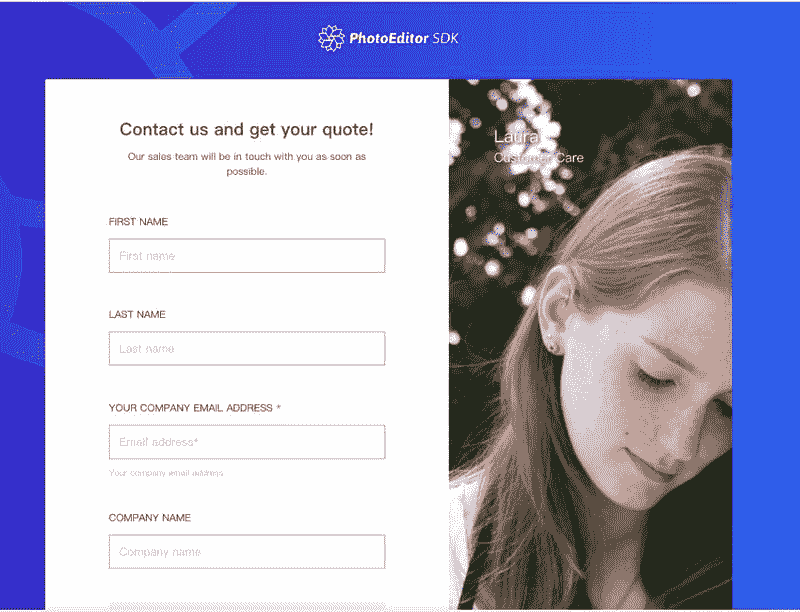 PhotoEditor SDK
Contact us and get your quote!
Our sales team will be in touch with you as soon as
possible.
FIRST NAME
First name
LAST NAME
Last name
YOUR COMPANY EMAIL ADDRESS *
Email address*
Your company email address
COMPANY NAME
Company name
Laura
Customer Care